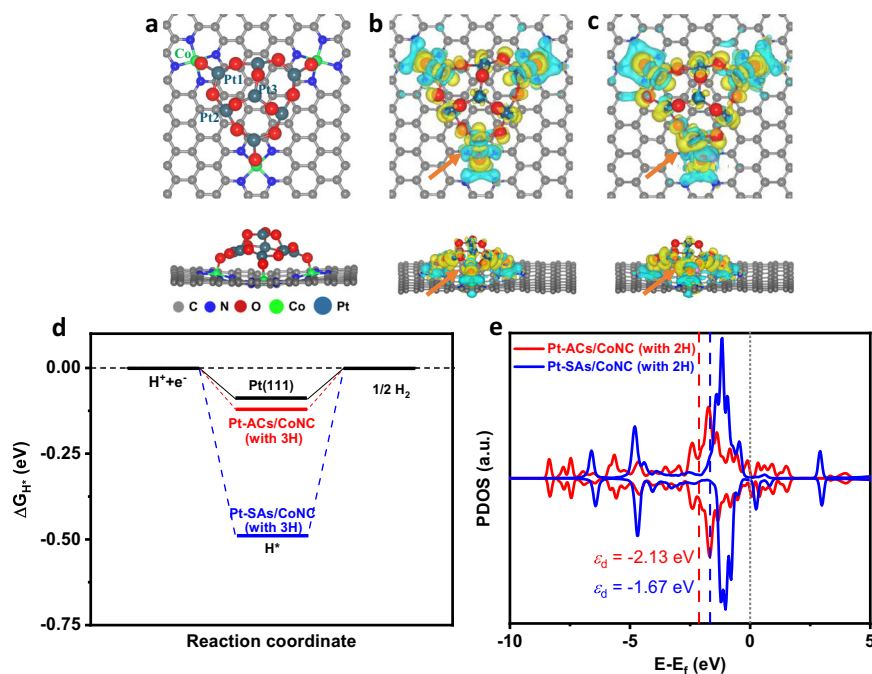 a
b
c
Co
Pt1
Pt3
Pt2
C N O Co Pt
d
0.00
-0.25
-0.50
-0.75
ΔG_H* (eV)
H⁺+e⁻
Pt(111)
1/2 H₂
Pt-ACs/CoNC
(with 3H)
Pt-SAs/CoNC
(with 3H)
H*
Reaction coordinate
e
Pt-ACs/CoNC (with 2H)
Pt-SAs/CoNC (with 2H)
PDOS (a.u.)
ε_d = -2.13 eV
ε_d = -1.67 eV
-10 -5 0 5
E-E_f (eV)